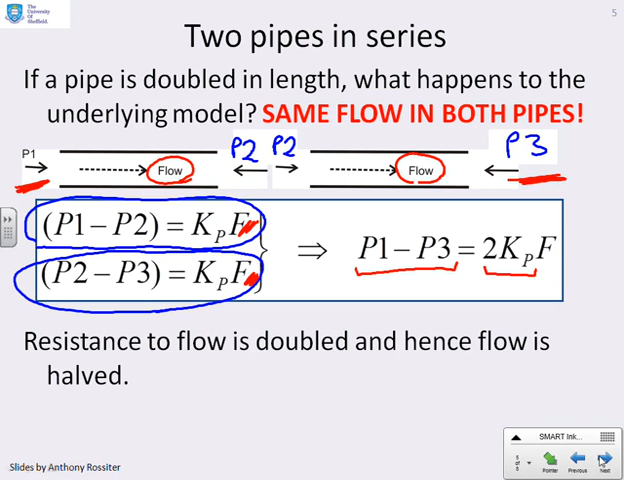 The
University
Of
Sheffield.
5
Two pipes in series
If a pipe is doubled in length, what happens to the
underlying model? SAME FLOW IN BOTH PIPES!
P1 P2 P2 P3
Flow Flow
(P1 – P2) = K_P F
(P2 – P3) = K_P F
⇒ P1 – P3 = 2K_P F
Resistance to flow is doubled and hence flow is
halved.
SMART Ink...
5
of
Pointer Previous Next
Slides by Anthony Rossiter